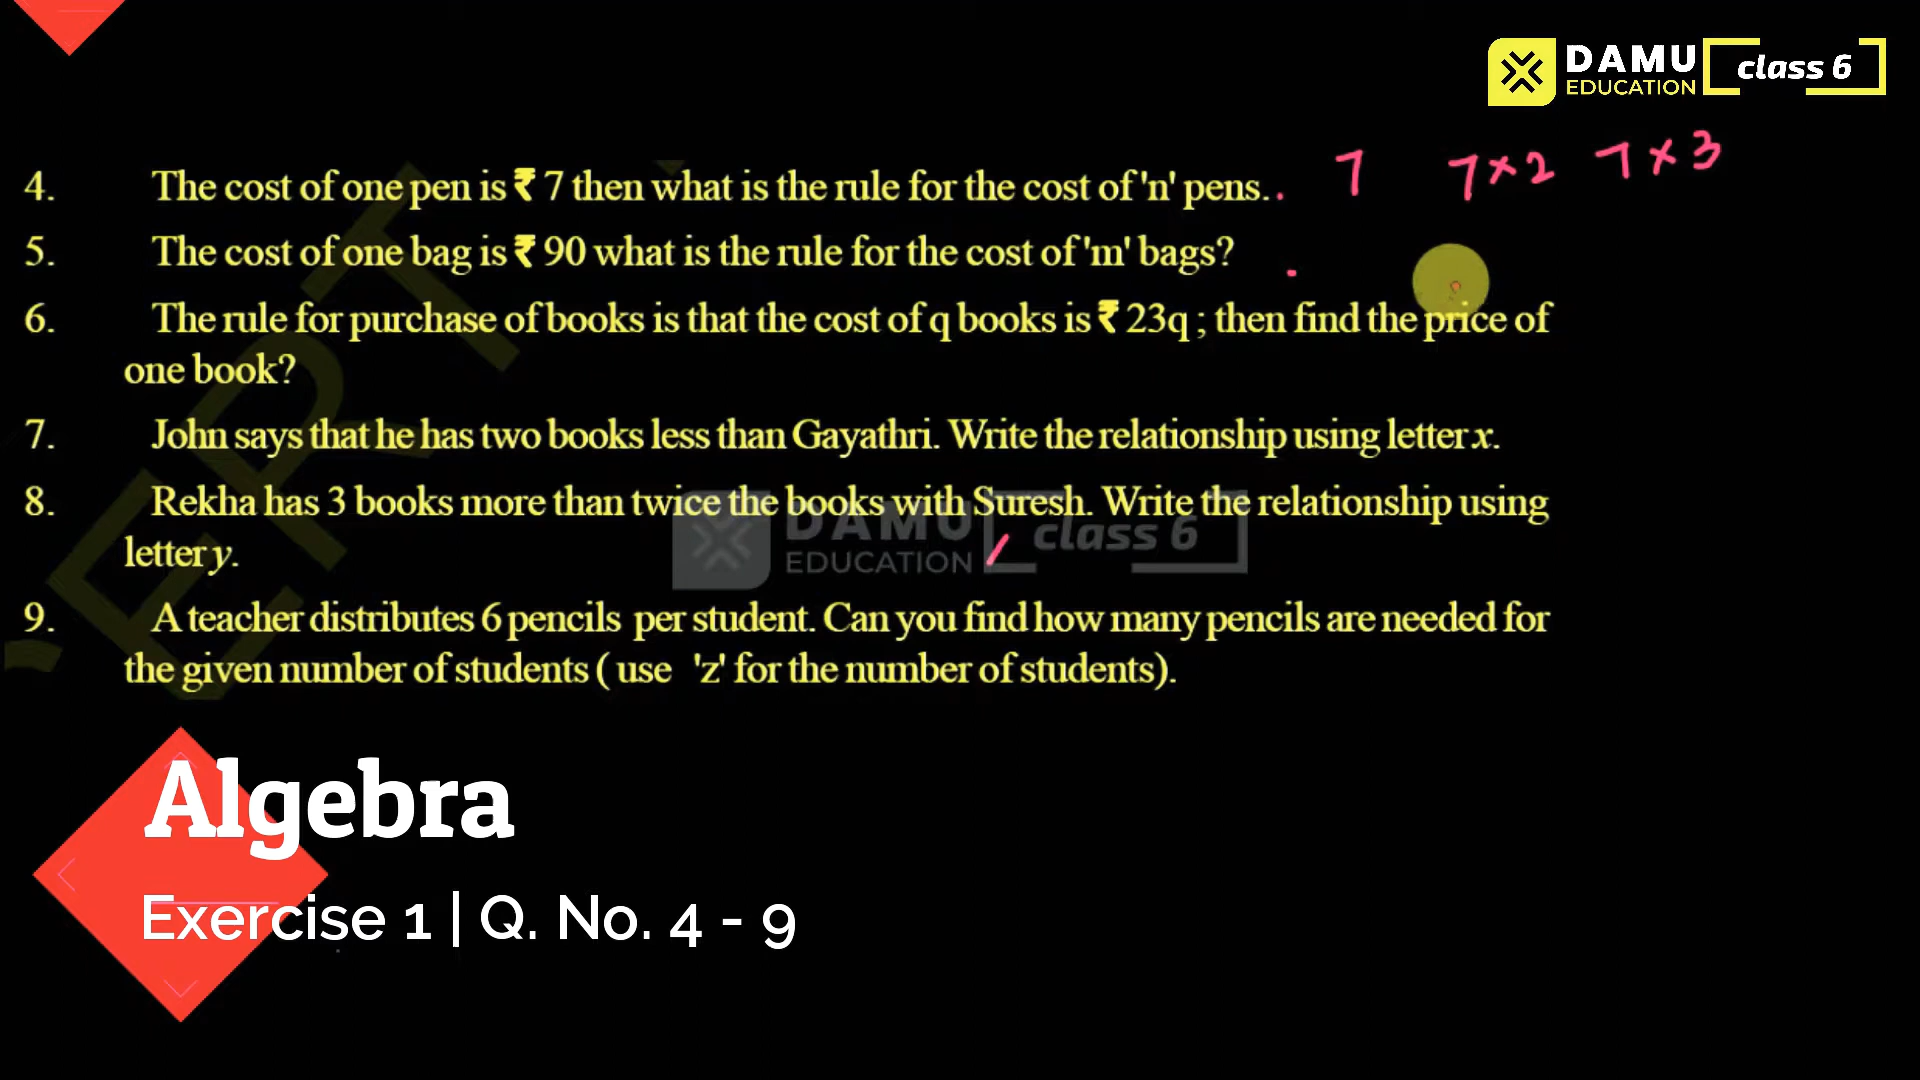 DAMU
EDUCATION
class 6
4. The cost of one pen is ₹ 7 then what is the rule for the cost of 'n' pens. 7 7×2 7×3
5. The cost of one bag is ₹ 90 what is the rule for the cost of 'm' bags?
6. The rule for purchase of books is that the cost of q books is ₹ 23q ; then find the price of
one book?
7. John says that he has two books less than Gayathri. Write the relationship using letter x.
8. Rekha has 3 books more than twice the books with Suresh. Write the relationship using
letter y.
DAMU
EDUCATION
class 6
9. A teacher distributes 6 pencils per student. Can you find how many pencils are needed for
the given number of students ( use 'z' for the number of students).
Algebra
Exercise 1 | Q. No. 4 - 9